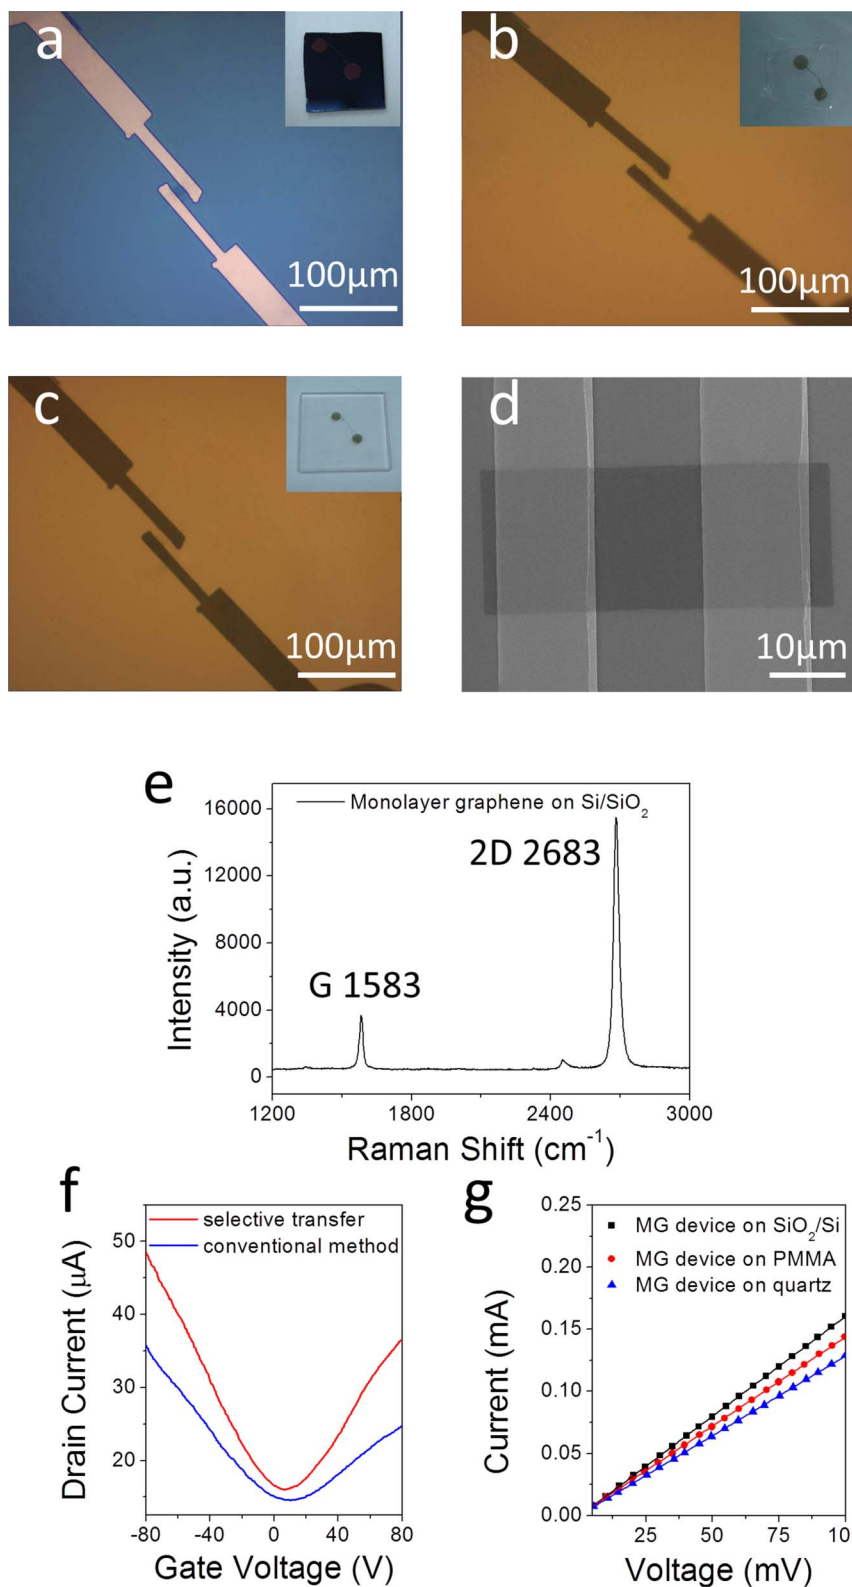 a
100μm
b
100μm
c
100μm
d
10μm
e
Monolayer graphene on Si/SiO₂
2D 2683
G 1583
Intensity (a.u.)
16000
12000
8000
4000
0
1200
1800
2400
3000
Raman Shift (cm⁻¹)
f
selective transfer
conventional method
Drain Current (μA)
50
40
30
20
-80
-40
0
40
80
Gate Voltage (V)
g
MG device on SiO₂/Si
MG device on PMMA
MG device on quartz
Current (mA)
0.25
0.20
0.15
0.10
0.05
0.00
25
50
75
100
Voltage (mV)